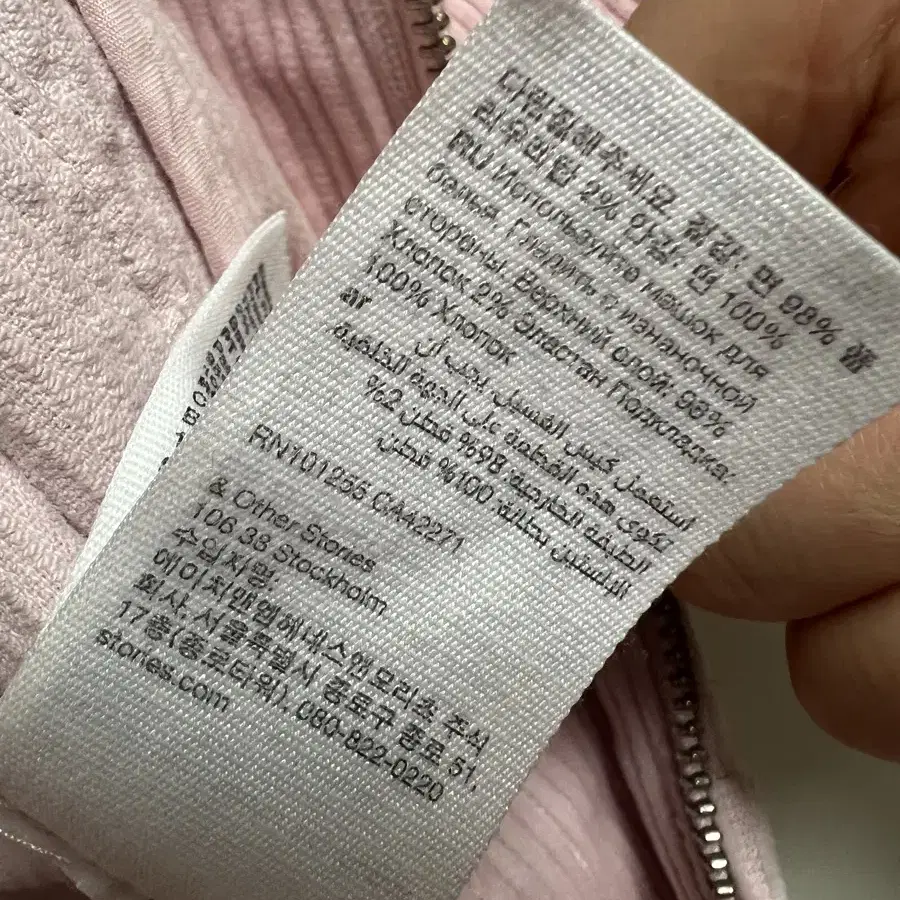 다림질해주세요 겉감: 면 98% 폴
리우레탄 2% 안감: 면 100%
RU Используйте мешок для
белья. Гладить с изнаночной
стороны. Верхний слой: 98%
Хлопок 2% Эластан Подкладка:
100% Хлопок
ar
استعمل كيس الغسيل يجب أن
تكوى هذه القطعة على الجهة الخلفية
الطبقة الخارجية: 98% قطن 2%
إيلاستين بطانة: 100% قطن
RN101255 CA42271
& Other Stories
106 38 Stockholm
수입자명:
에이치앤엠헤네스앤모리츠 주식
회사, 서울특별시 종로구 종로 51,
17층(종로타워), 080-822-0220
stories.com